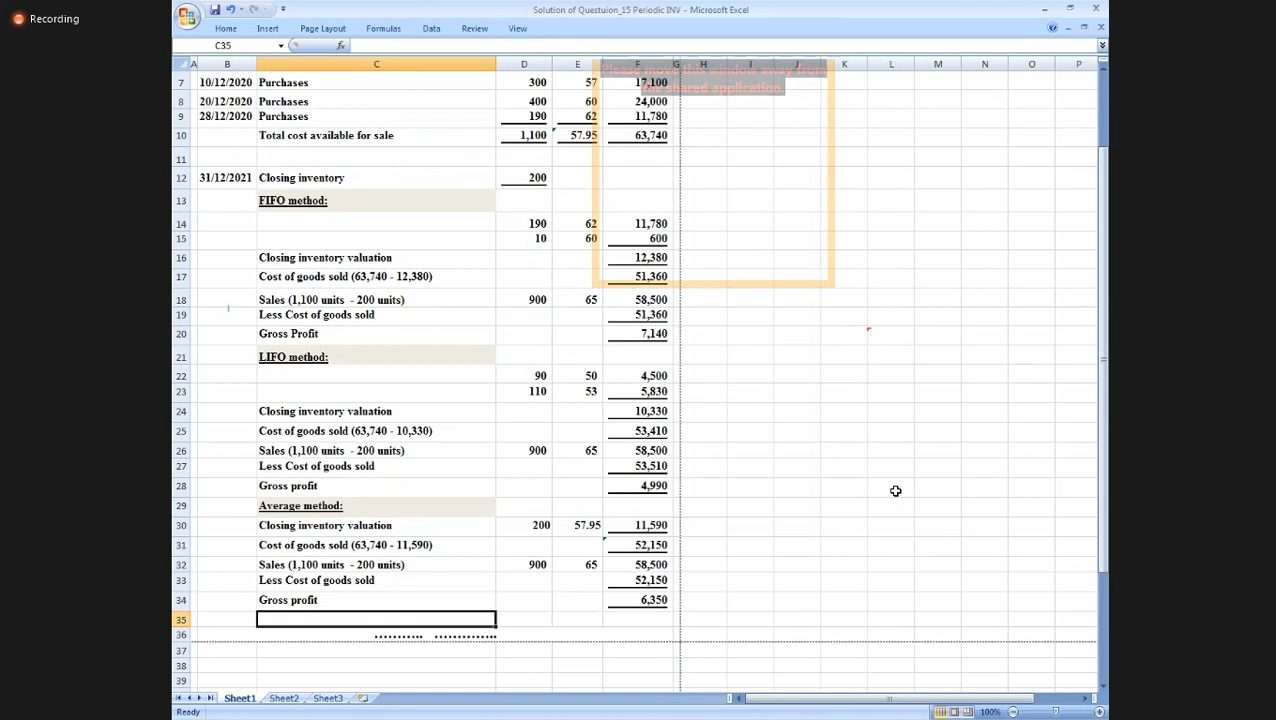 Recording
Solution of Questuion_15 Periodic INV - Microsoft Excel
Home Insert Page Layout Formulas Data Review View
C35 fx
A B C D E F G H I J K L M N O P
Please move this window away from
the shared application.
7 10/12/2020 Purchases 300 57 17,100
8 20/12/2020 Purchases 400 60 24,000
9 28/12/2020 Purchases 190 62 11,780
10 Total cost available for sale 1,100 57.95 63,740
11
12 31/12/2021 Closing inventory 200
13 FIFO method:
14 190 62 11,780
15 10 60 600
16 Closing inventory valuation 12,380
17 Cost of goods sold (63,740 - 12,380) 51,360
18 Sales (1,100 units - 200 units) 900 65 58,500
19 Less Cost of goods sold 51,360
20 Gross Profit 7,140
21 LIFO method:
22 90 50 4,500
23 110 53 5,830
24 Closing inventory valuation 10,330
25 Cost of goods sold (63,740 - 10,330) 53,410
26 Sales (1,100 units - 200 units) 900 65 58,500
27 Less Cost of goods sold 53,510
28 Gross profit 4,990
29 Average method:
30 Closing inventory valuation 200 57.95 11,590
31 Cost of goods sold (63,740 - 11,590) 52,150
32 Sales (1,100 units - 200 units) 900 65 58,500
33 Less Cost of goods sold 52,150
34 Gross profit 6,350
35
36 ........... ..............
37
38
39
Sheet1 Sheet2 Sheet3
Ready 100%